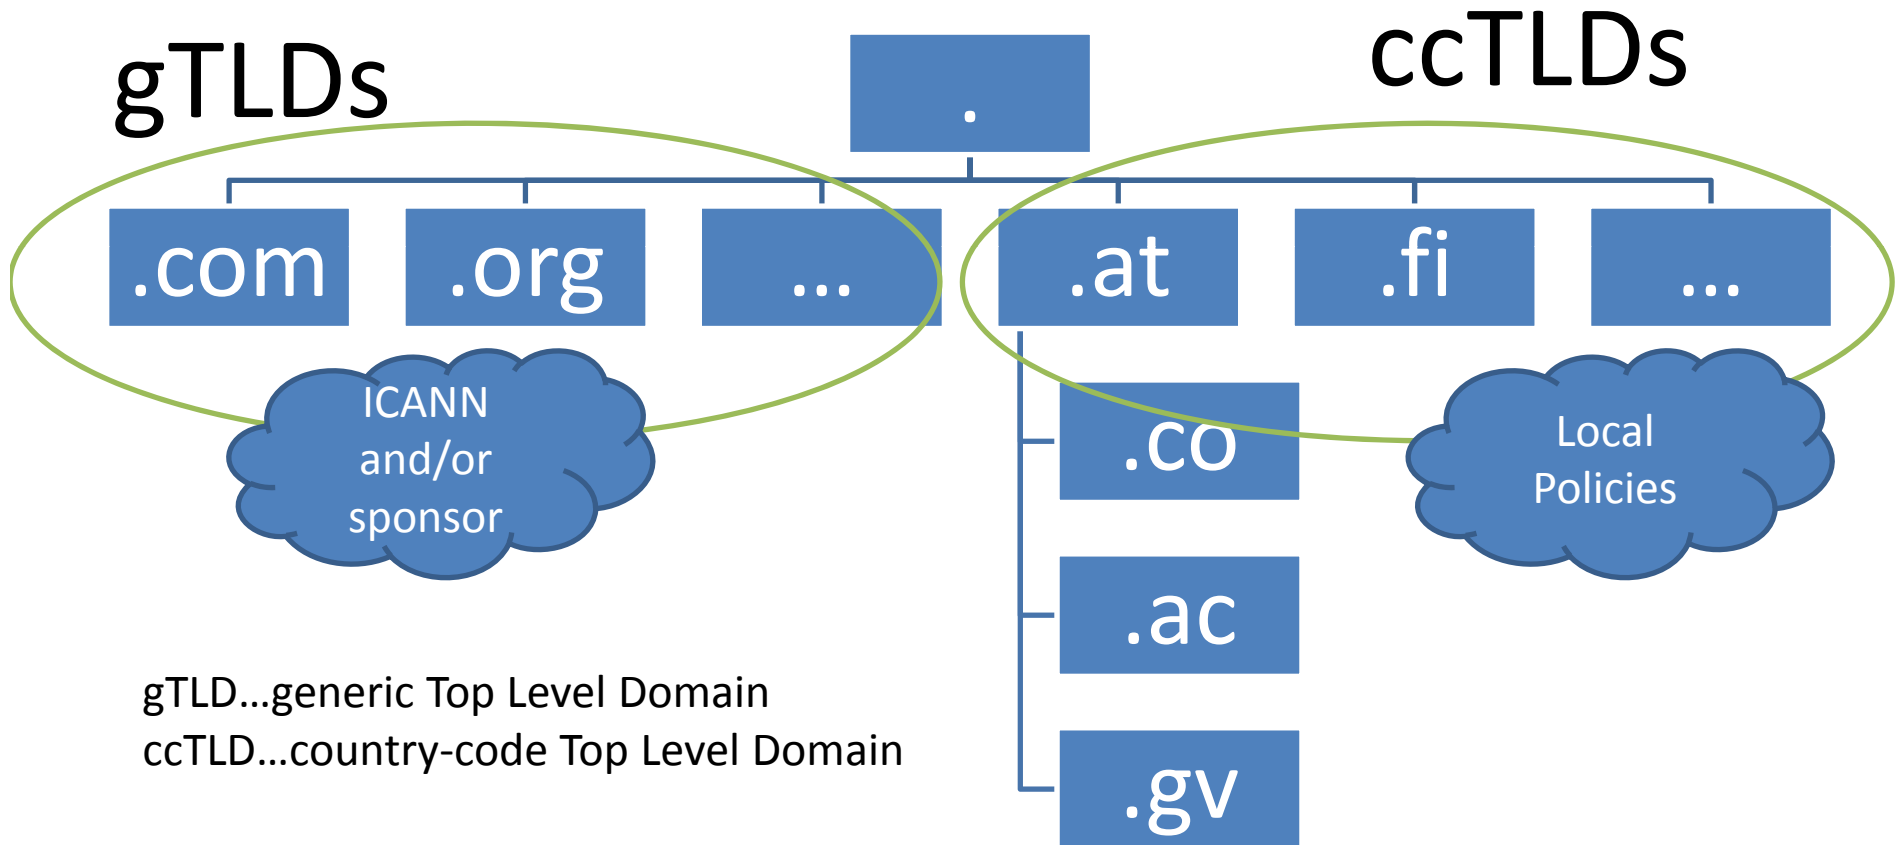 gTLDs
ccTLDs
.
.com
.org
...
.at
.fi
...
ICANN
and/or
sponsor
.co
Local
Policies
.ac
.gv
gTLD...generic Top Level Domain
ccTLD...country-code Top Level Domain